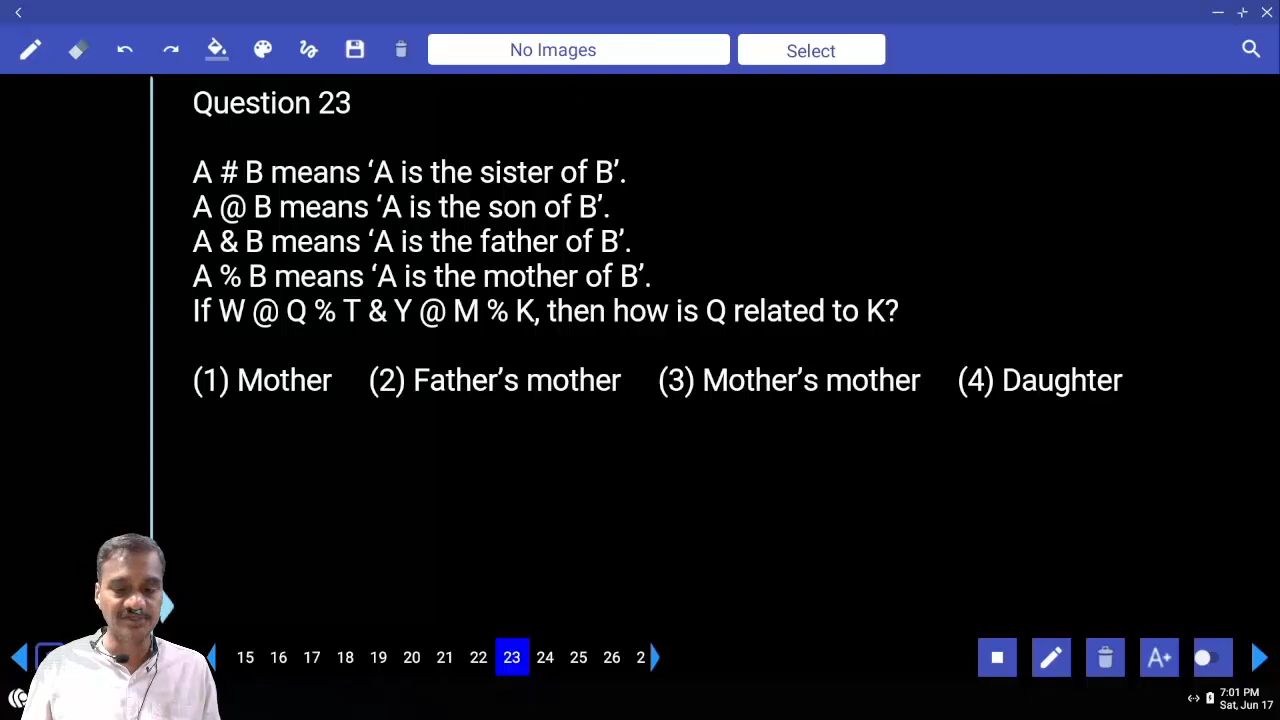 No Images
Select
Question 23
A # B means ‘A is the sister of B’.
A @ B means ‘A is the son of B’.
A & B means ‘A is the father of B’.
A % B means ‘A is the mother of B’.
If W @ Q % T & Y @ M % K, then how is Q related to K?
(1) Mother (2) Father’s mother (3) Mother’s mother (4) Daughter
15 16 17 18 19 20 21 22 23 24 25 26 2
A+
7:01 PM
Sat, Jun 17